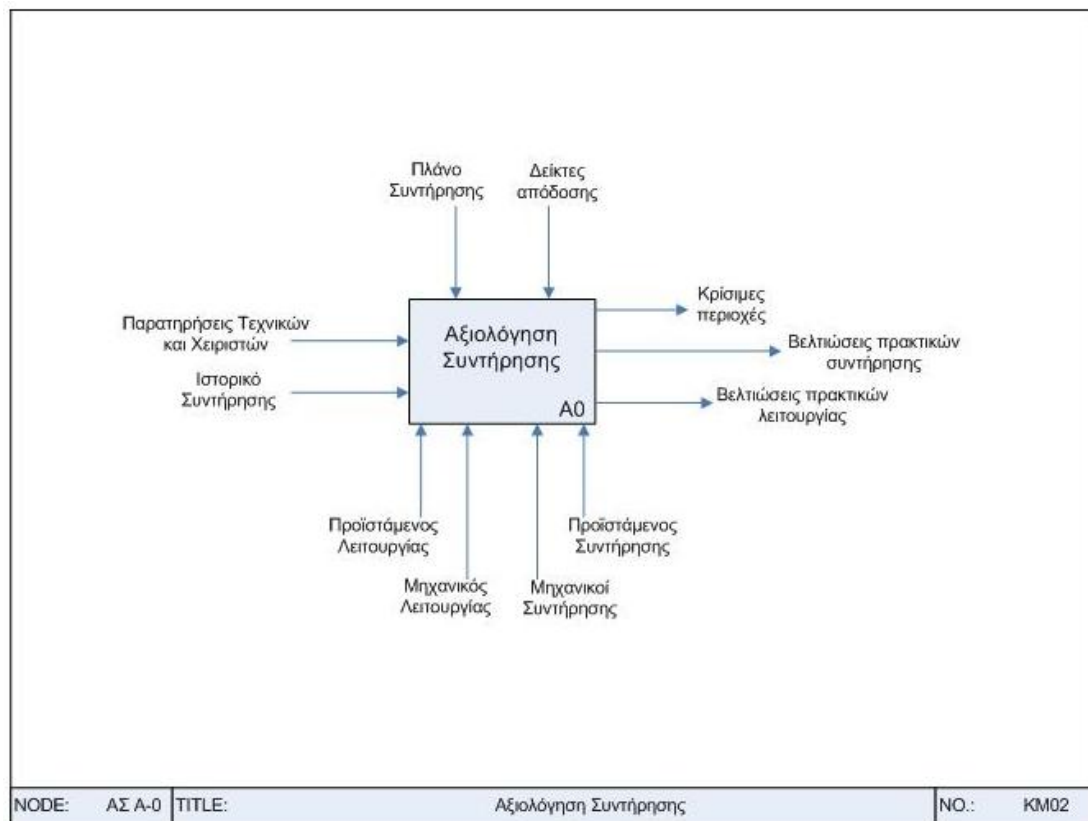 Πλάνο
Συντήρησης
Δείκτες
απόδοσης
Κρίσιμες
περιοχές
Παρατηρήσεις Τεχνικών
και Χειριστών
Αξιολόγηση
Συντήρησης
Βελτιώσεις πρακτικών
συντήρησης
Ιστορικό
Συντήρησης
A0
Βελτιώσεις πρακτικών
λειτουργίας
Προϊστάμενος
Λειτουργίας
Προϊστάμενος
Συντήρησης
Μηχανικός
Λειτουργίας
Μηχανικοί
Συντήρησης
NODE: ΑΣ A-0 TITLE: Αξιολόγηση Συντήρησης NO.: KM02